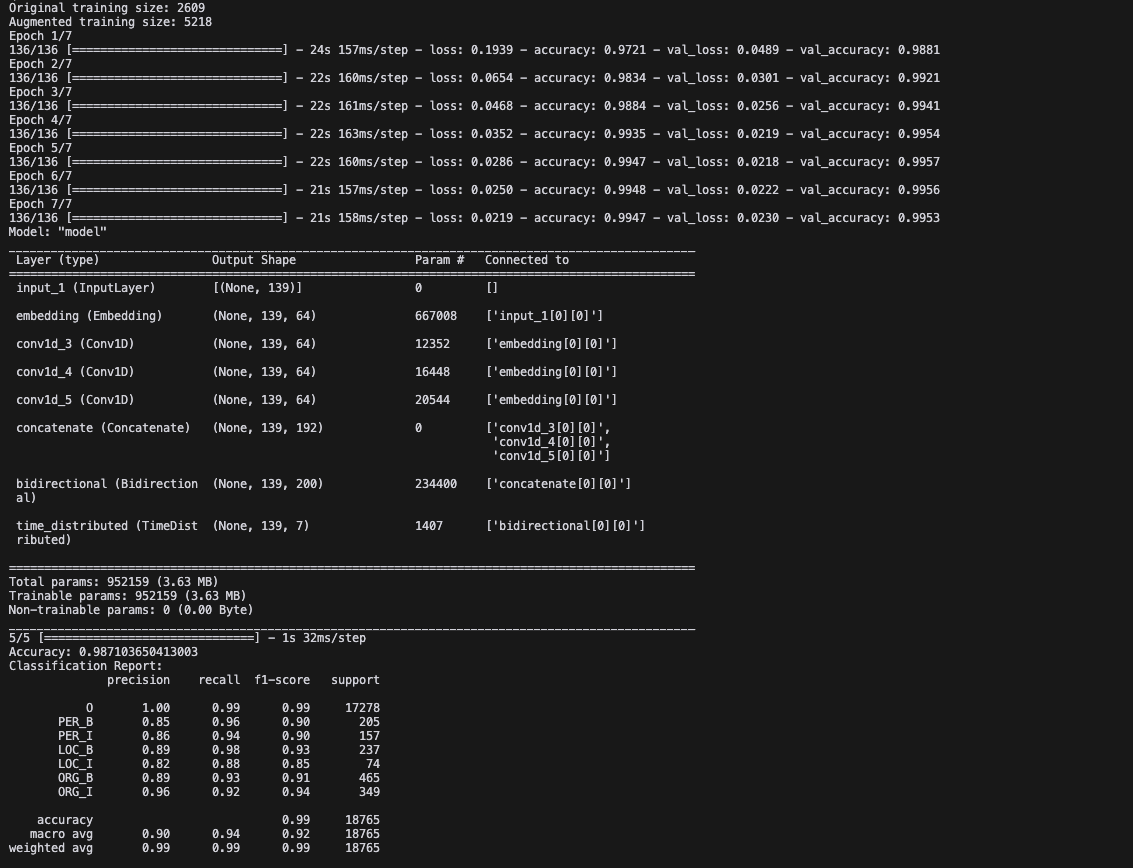 Original training size: 2609
Augmented training size: 5218
Epoch 1/7
136/136 [==============================] - 24s 157ms/step - loss: 0.1939 - accuracy: 0.9721 - val_loss: 0.0489 - val_accuracy: 0.9881
Epoch 2/7
136/136 [==============================] - 22s 160ms/step - loss: 0.0654 - accuracy: 0.9834 - val_loss: 0.0301 - val_accuracy: 0.9921
Epoch 3/7
136/136 [==============================] - 22s 161ms/step - loss: 0.0468 - accuracy: 0.9884 - val_loss: 0.0256 - val_accuracy: 0.9941
Epoch 4/7
136/136 [==============================] - 22s 163ms/step - loss: 0.0352 - accuracy: 0.9935 - val_loss: 0.0219 - val_accuracy: 0.9954
Epoch 5/7
136/136 [==============================] - 22s 160ms/step - loss: 0.0286 - accuracy: 0.9947 - val_loss: 0.0218 - val_accuracy: 0.9957
Epoch 6/7
136/136 [==============================] - 21s 157ms/step - loss: 0.0250 - accuracy: 0.9948 - val_loss: 0.0222 - val_accuracy: 0.9956
Epoch 7/7
136/136 [==============================] - 21s 158ms/step - loss: 0.0219 - accuracy: 0.9947 - val_loss: 0.0230 - val_accuracy: 0.9953
Model: "model"
Layer (type) Output Shape Param # Connected to
input_1 (InputLayer) [(None, 139)] 0 []
embedding (Embedding) (None, 139, 64) 667008 ['input_1[0][0]']
conv1d_3 (Conv1D) (None, 139, 64) 12352 ['embedding[0][0]']
conv1d_4 (Conv1D) (None, 139, 64) 16448 ['embedding[0][0]']
conv1d_5 (Conv1D) (None, 139, 64) 20544 ['embedding[0][0]']
concatenate (Concatenate) (None, 139, 192) 0 ['conv1d_3[0][0]',
'conv1d_4[0][0]',
'conv1d_5[0][0]']
bidirectional (Bidirection (None, 139, 200) 234400 ['concatenate[0][0]']
al)
time_distributed (TimeDist (None, 139, 7) 1407 ['bidirectional[0][0]']
ributed)
Total params: 952159 (3.63 MB)
Trainable params: 952159 (3.63 MB)
Non-trainable params: 0 (0.00 Byte)
5/5 [==============================] - 1s 32ms/step
Accuracy: 0.987103650413003
Classification Report:
precision recall f1-score support
O 1.00 0.99 0.99 17278
PER_B 0.85 0.96 0.90 205
PER_I 0.86 0.94 0.90 157
LOC_B 0.89 0.98 0.93 237
LOC_I 0.82 0.88 0.85 74
ORG_B 0.89 0.93 0.91 465
ORG_I 0.96 0.92 0.94 349
accuracy 0.99 18765
macro avg 0.90 0.94 0.92 18765
weighted avg 0.99 0.99 0.99 18765